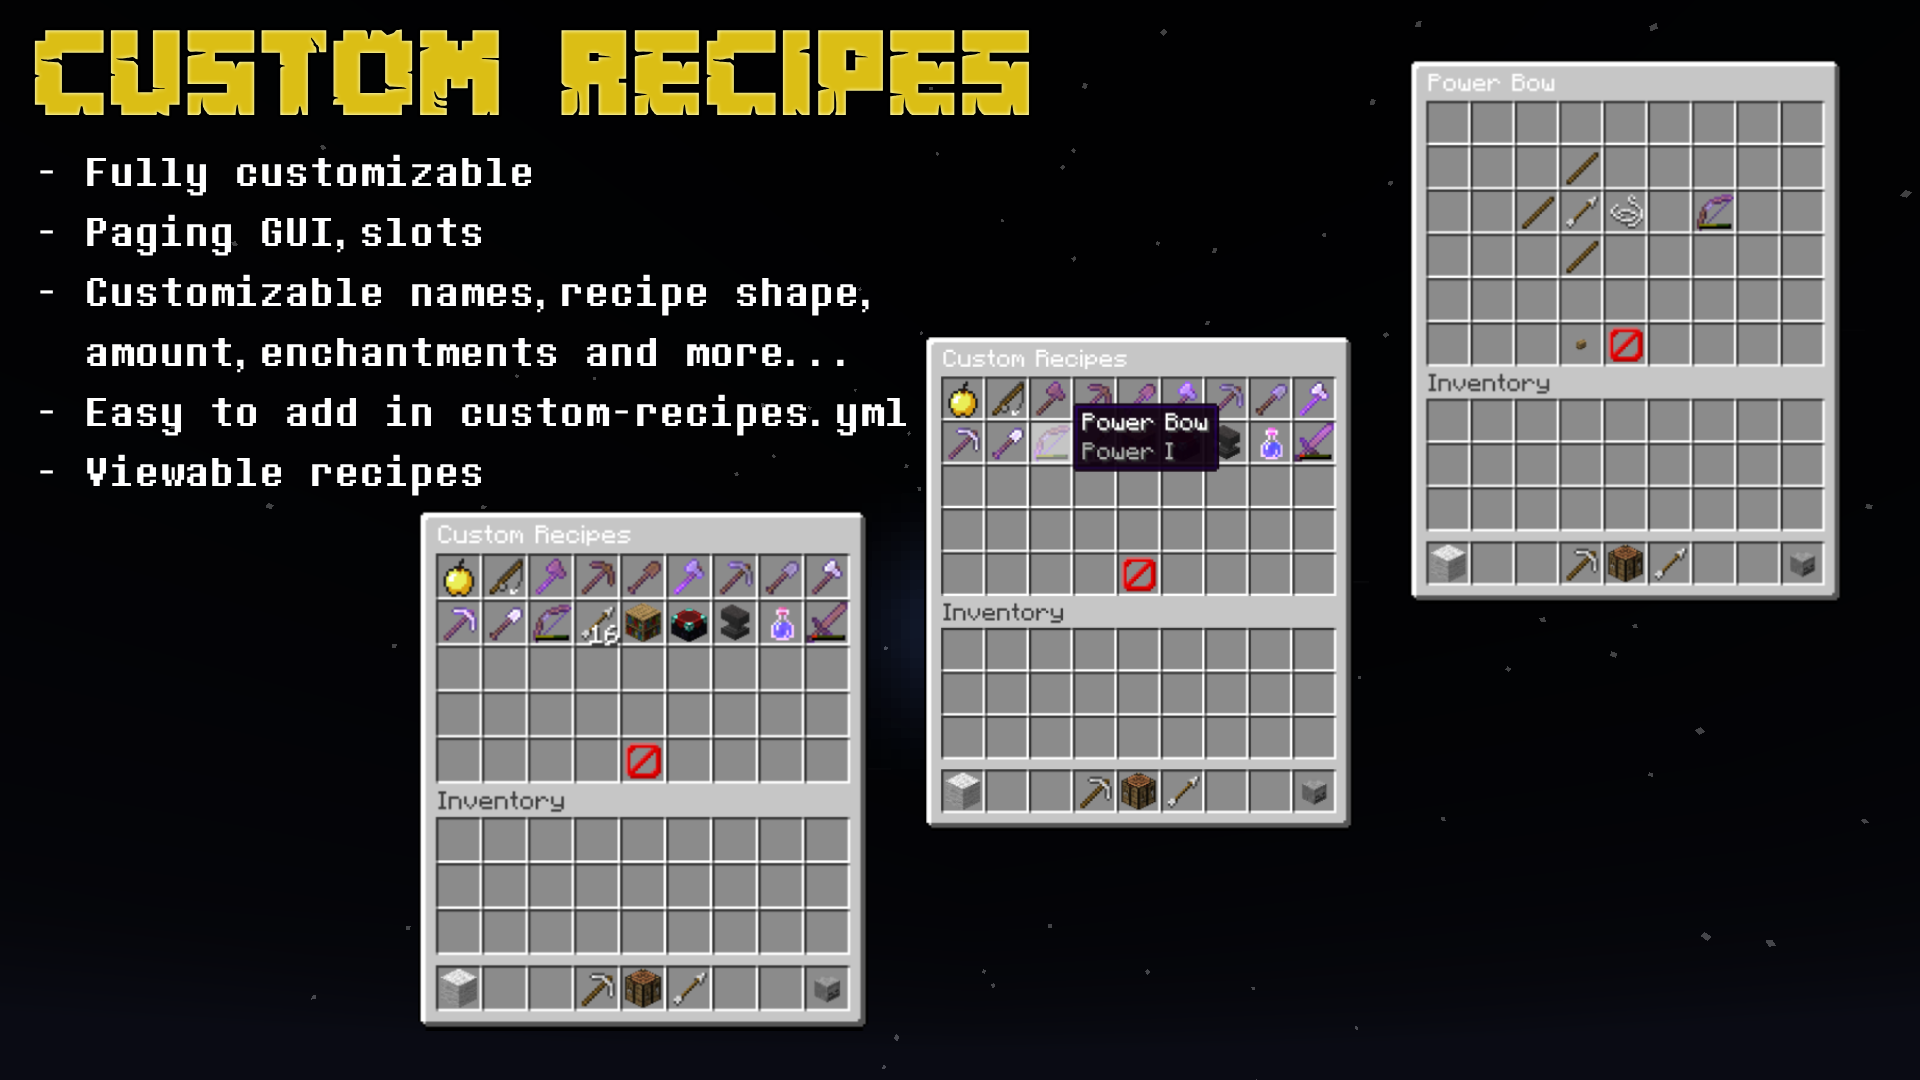 CUSTOM RECIPES
- Fully customizable
- Paging GUI, slots
- Customizable names, recipe shape,
amount, enchantments and more...
- Easy to add in custom-recipes.yml
- Viewable recipes
Custom Recipes
16
Inventory
Custom Recipes
Power Bow
Power I
Inventory
Power Bow
Inventory